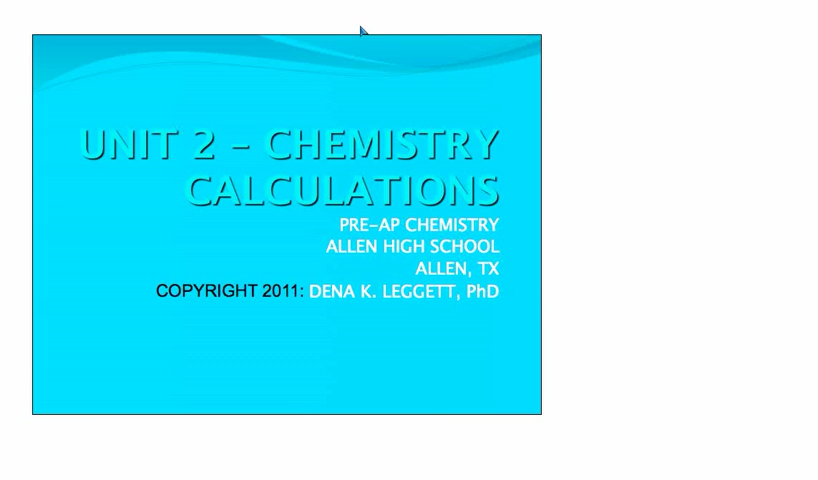 UNIT 2 – CHEMISTRY
CALCULATIONS
PRE-AP CHEMISTRY
ALLEN HIGH SCHOOL
ALLEN, TX
COPYRIGHT 2011: DENA K. LEGGETT, PhD